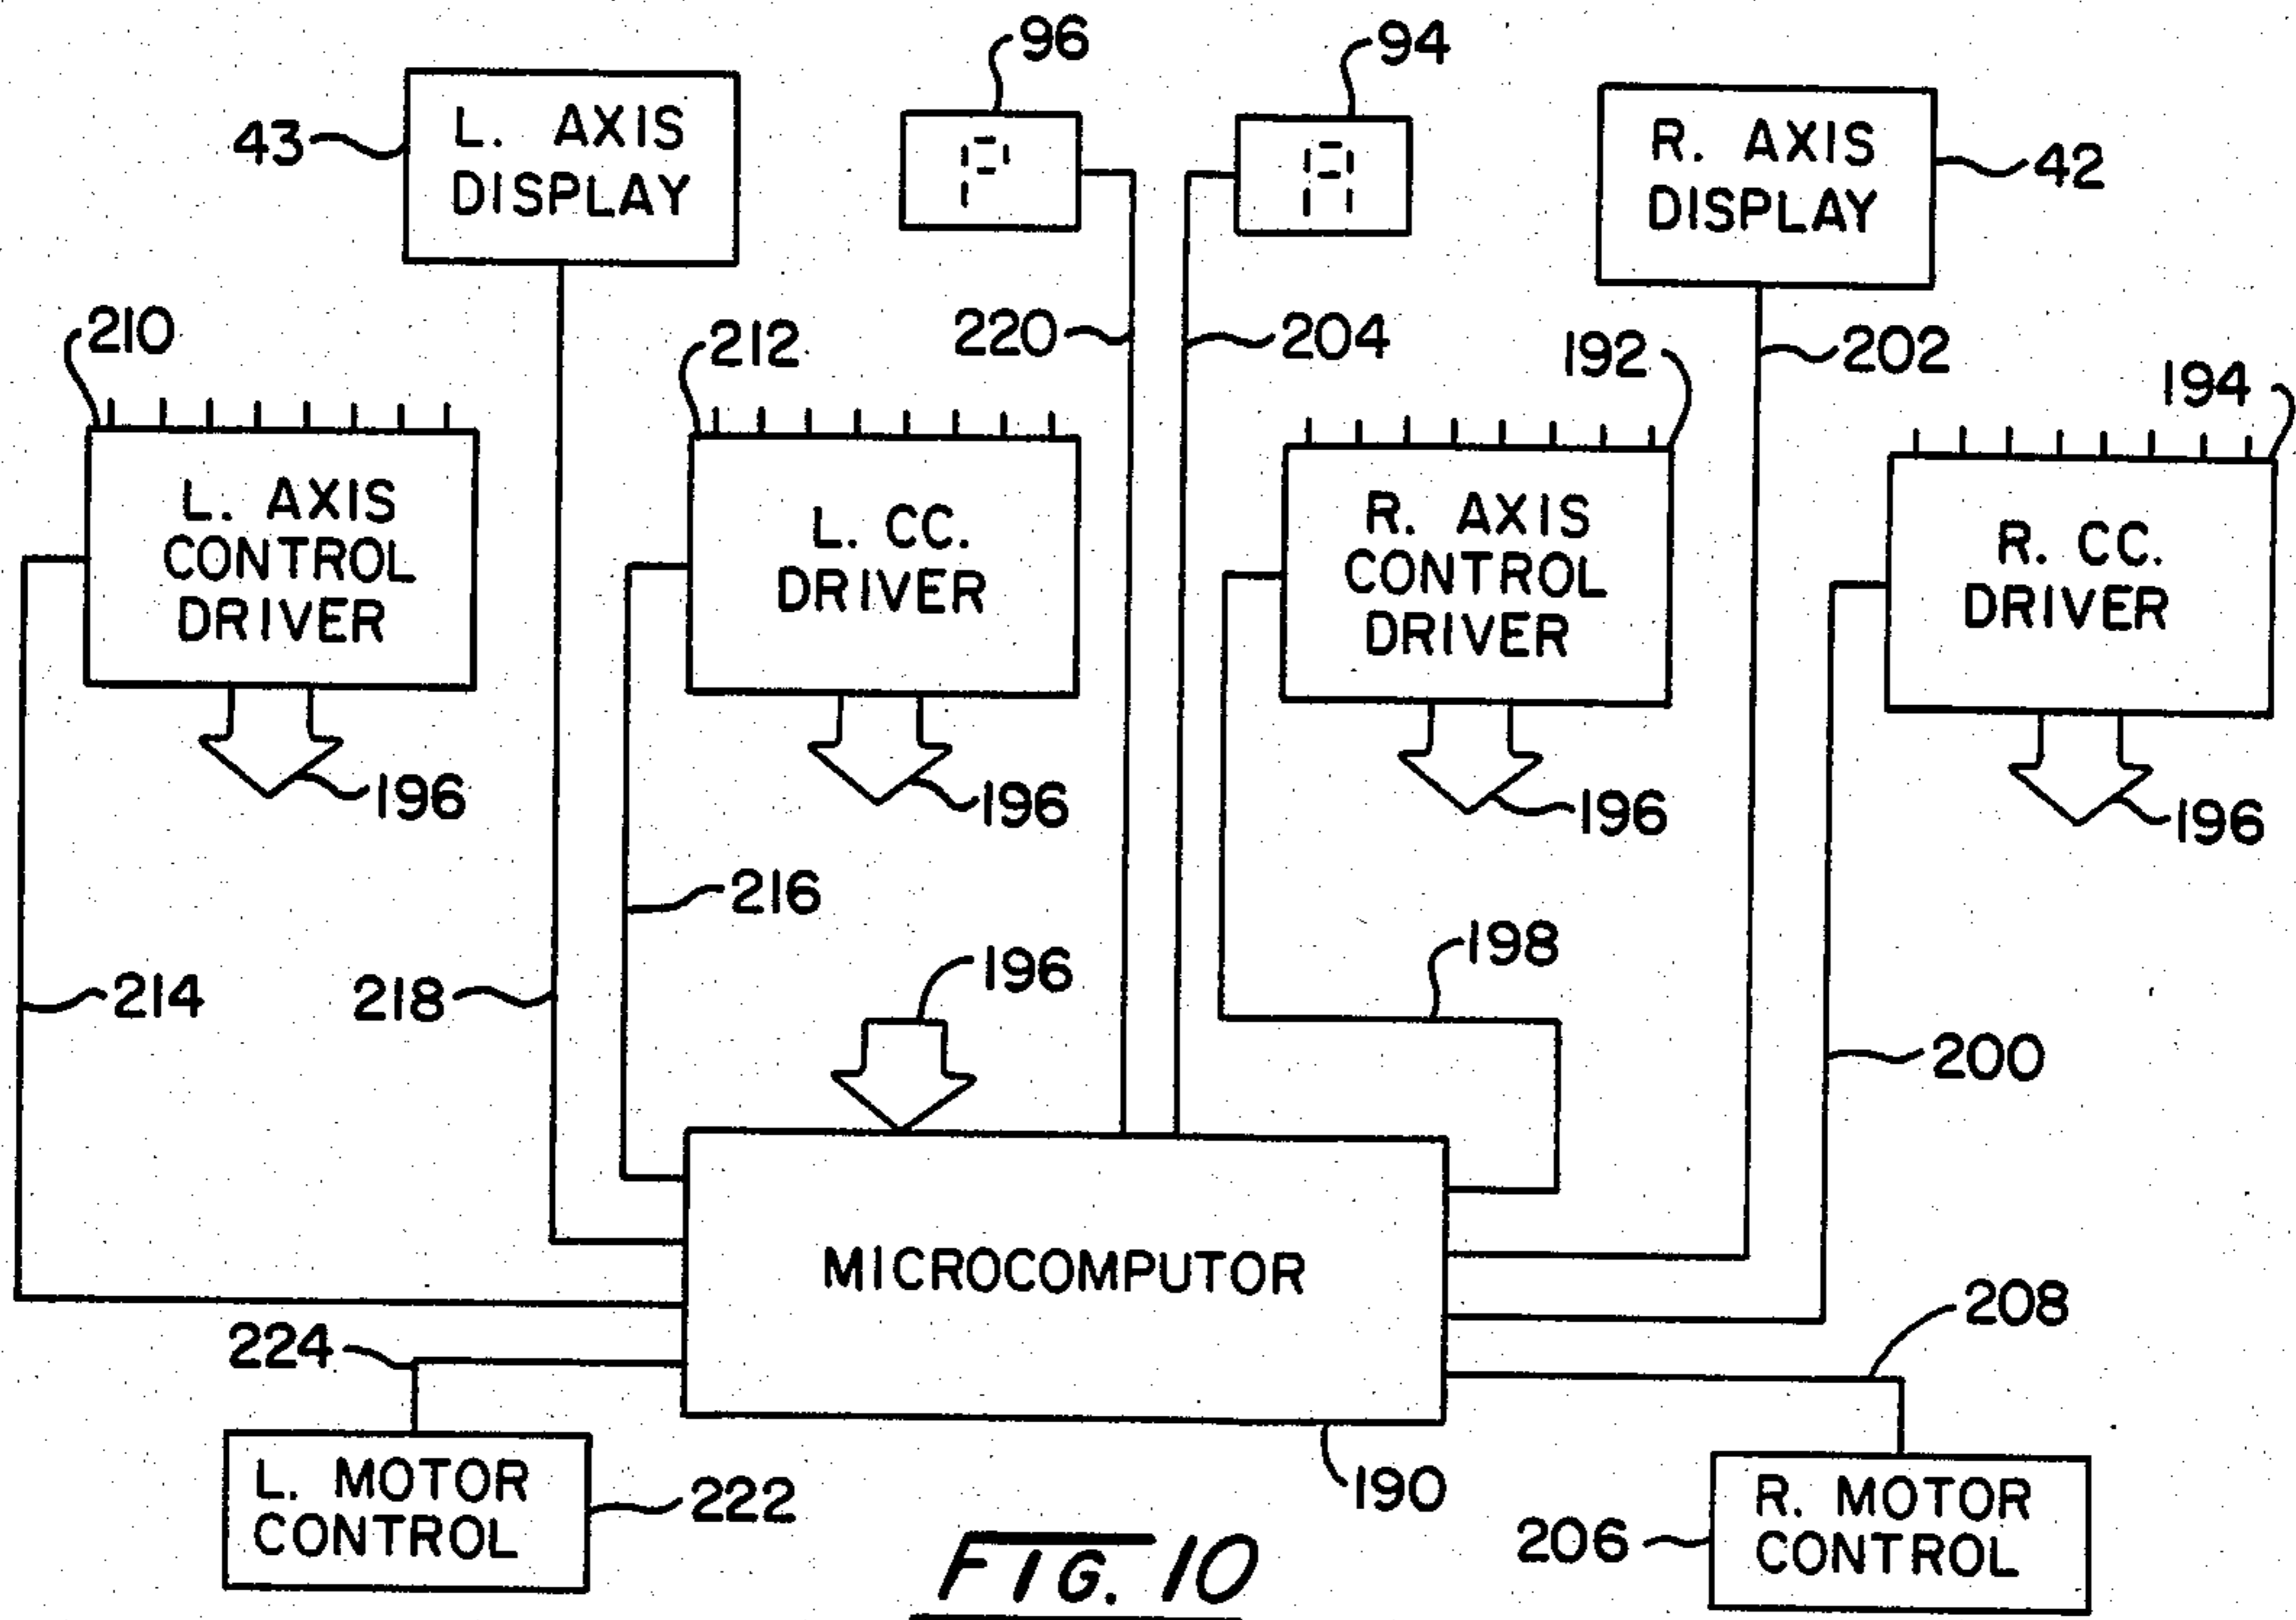 96
94
43
L. AXIS
DISPLAY
P
A
R. AXIS
DISPLAY
42
210
212
220
204
192
202
194
L. AXIS
CONTROL
DRIVER
L. CC.
DRIVER
R. AXIS
CONTROL
DRIVER
R. CC.
DRIVER
196
196
196
196
216
198
214
218
196
200
MICROCOMPUTOR
208
224
L. MOTOR
CONTROL
222
190
206
R. MOTOR
CONTROL
FIG. 10